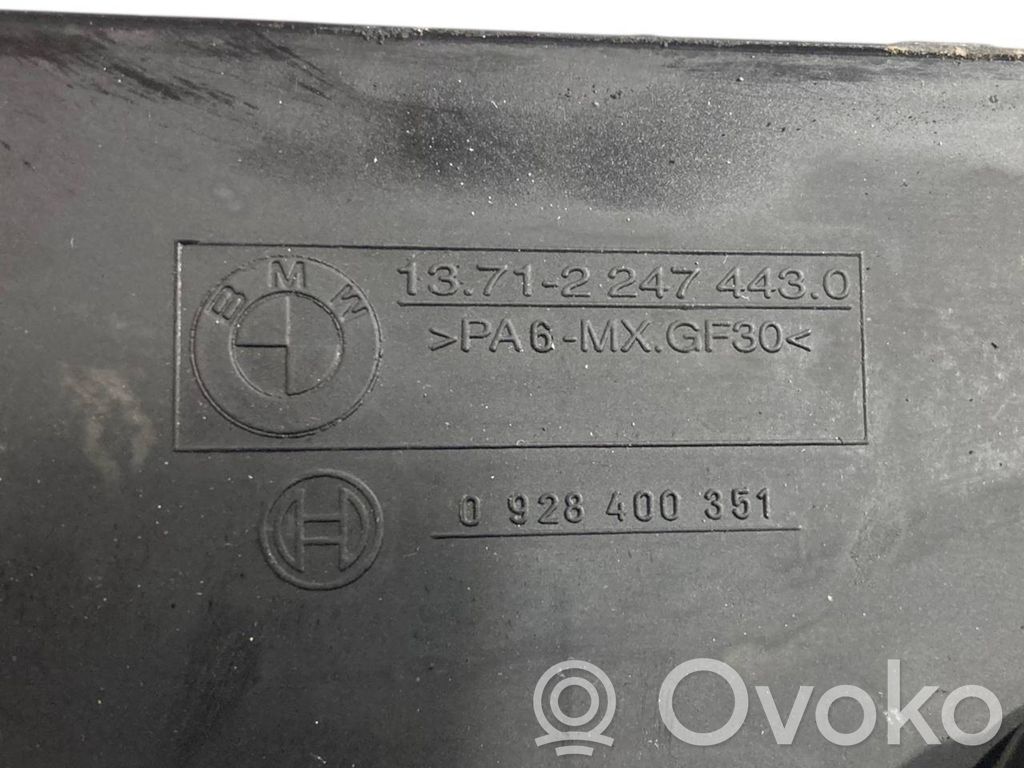 BMW
13.71-2 247 443.0
>PA6-MX.GF30<
0 928 400 351
Ovoko